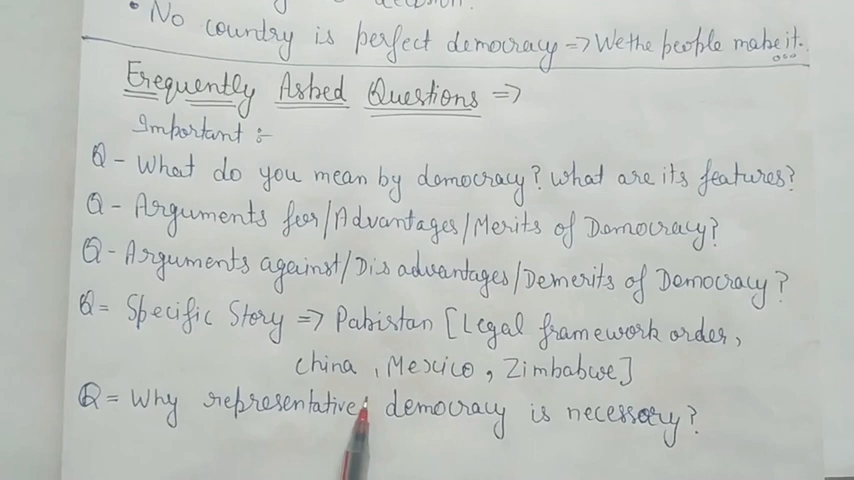 decision.
• No country is perfect democracy => We the people make it...
Frequently Asked Questions =>
Important :-
Q - What do you mean by democracy? What are its features?
Q - Arguments for/Advantages/Merits of Democracy?
Q - Arguments against/Disadvantages/Demerits of Democracy?
Q = Specific Story => Pakistan [Legal framework order,
China, Mexico, Zimbabwe]
Q = Why representative democracy is necessary?